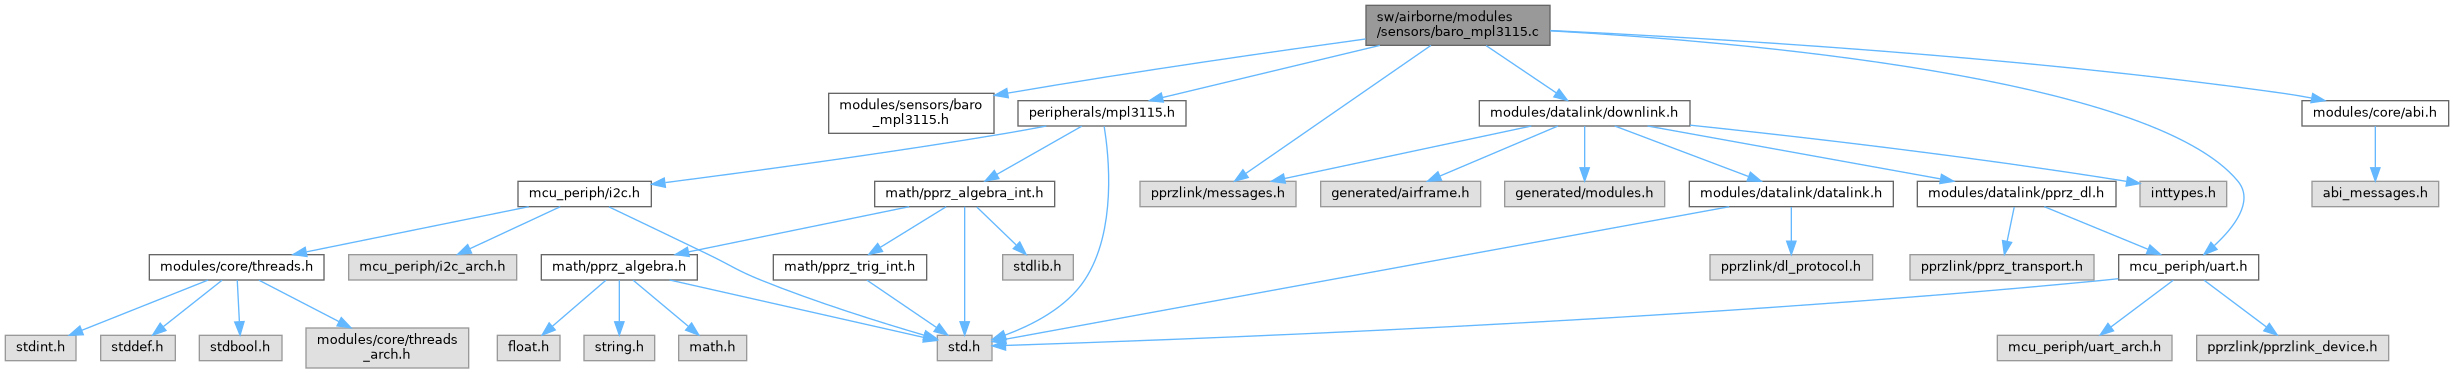 sw/airborne/modules
/sensors/baro_mpl3115.c
modules/sensors/baro
_mpl3115.h
peripherals/mpl3115.h
modules/datalink/downlink.h
modules/core/abi.h
mcu_periph/i2c.h
math/pprz_algebra_int.h
pprzlink/messages.h
generated/airframe.h
generated/modules.h
modules/datalink/datalink.h
modules/datalink/pprz_dl.h
inttypes.h
abi_messages.h
modules/core/threads.h
mcu_periph/i2c_arch.h
math/pprz_algebra.h
math/pprz_trig_int.h
stdlib.h
pprzlink/dl_protocol.h
pprzlink/pprz_transport.h
mcu_periph/uart.h
stdint.h
stddef.h
stdbool.h
modules/core/threads
_arch.h
float.h
string.h
math.h
std.h
mcu_periph/uart_arch.h
pprzlink/pprzlink_device.h